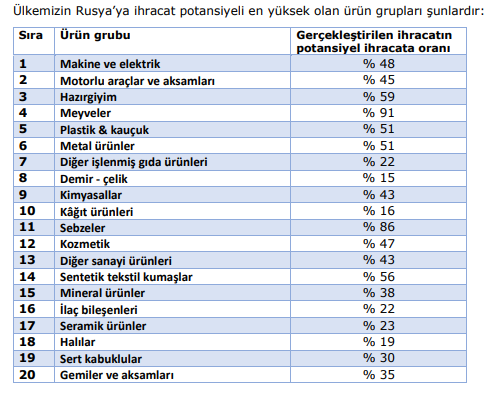 Ülkemizin Rusya’ya ihracat potansiyeli en yüksek olan ürün grupları şunlardır:
Sıra Ürün grubu Gerçekleştirilen ihracatın
potansiyel ihracata oranı
1 Makine ve elektrik % 48
2 Motorlu araçlar ve aksamları % 45
3 Hazırgiyim % 59
4 Meyveler % 91
5 Plastik & kauçuk % 51
6 Metal ürünler % 51
7 Diğer işlenmiş gıda ürünleri % 22
8 Demir - çelik % 15
9 Kimyasallar % 43
10 Kâğıt ürünleri % 16
11 Sebzeler % 86
12 Kozmetik % 47
13 Diğer sanayi ürünleri % 43
14 Sentetik tekstil kumaşlar % 56
15 Mineral ürünler % 38
16 İlaç bileşenleri % 22
17 Seramik ürünler % 23
18 Halılar % 19
19 Sert kabuklular % 30
20 Gemiler ve aksamları % 35